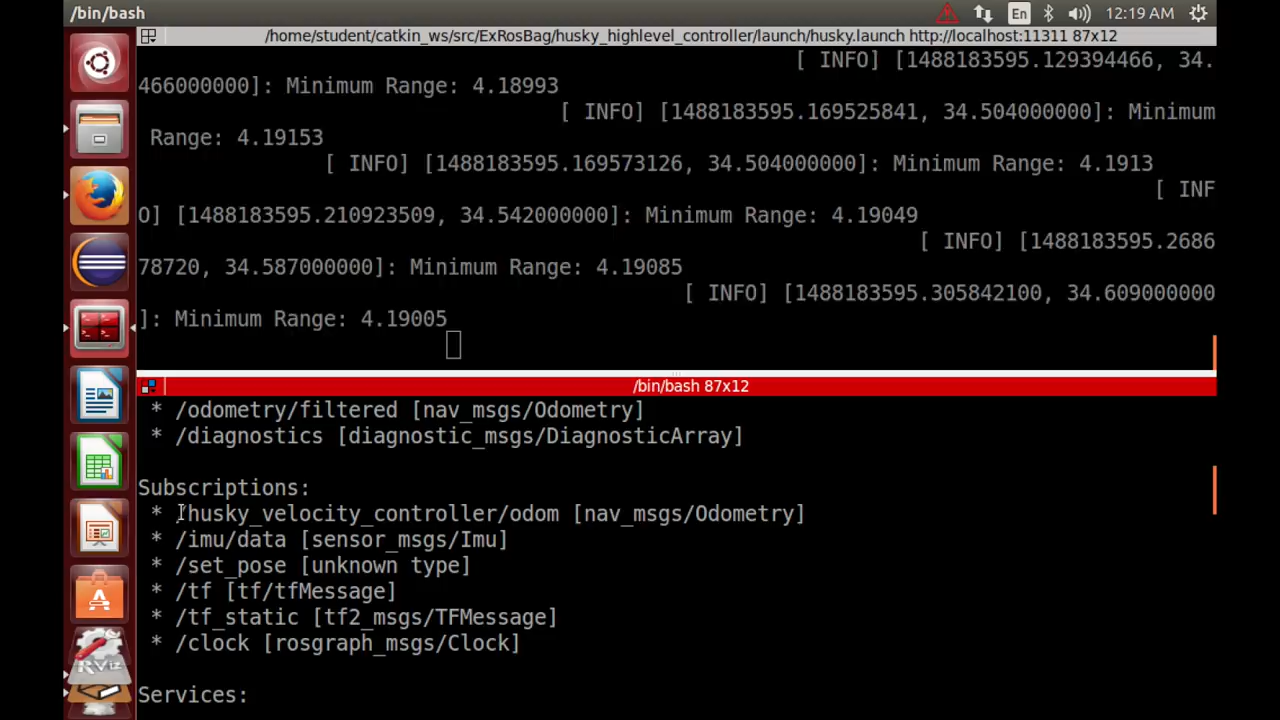 /bin/bash
En
12:19 AM
/home/student/catkin_ws/src/ExRosBag/husky_highlevel_controller/launch/husky.launch http://localhost:11311 87x12
[ INFO] [1488183595.129394466, 34.
466000000]: Minimum Range: 4.18993
[ INFO] [1488183595.169525841, 34.504000000]: Minimum
Range: 4.19153
[ INFO] [1488183595.169573126, 34.504000000]: Minimum Range: 4.1913
[ INF
O] [1488183595.210923509, 34.542000000]: Minimum Range: 4.19049
[ INFO] [1488183595.2686
78720, 34.587000000]: Minimum Range: 4.19085
[ INFO] [1488183595.305842100, 34.609000000
]: Minimum Range: 4.19005
/bin/bash 87x12
* /odometry/filtered [nav_msgs/Odometry]
* /diagnostics [diagnostic_msgs/DiagnosticArray]
Subscriptions:
* /husky_velocity_controller/odom [nav_msgs/Odometry]
* /imu/data [sensor_msgs/Imu]
* /set_pose [unknown type]
* /tf [tf/tfMessage]
* /tf_static [tf2_msgs/TFMessage]
* /clock [rosgraph_msgs/Clock]
RViz
Services: